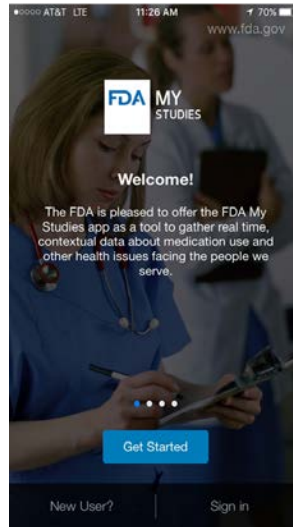 AT&T LTE 11:26 AM 70%
www.fda.gov
FDA MY
STUDIES
Welcome!
The FDA is pleased to offer the FDA My
Studies app as a tool to gather real time,
contextual data about medication use and
other health issues facing the people we
serve.
Get Started
New User? Sign in